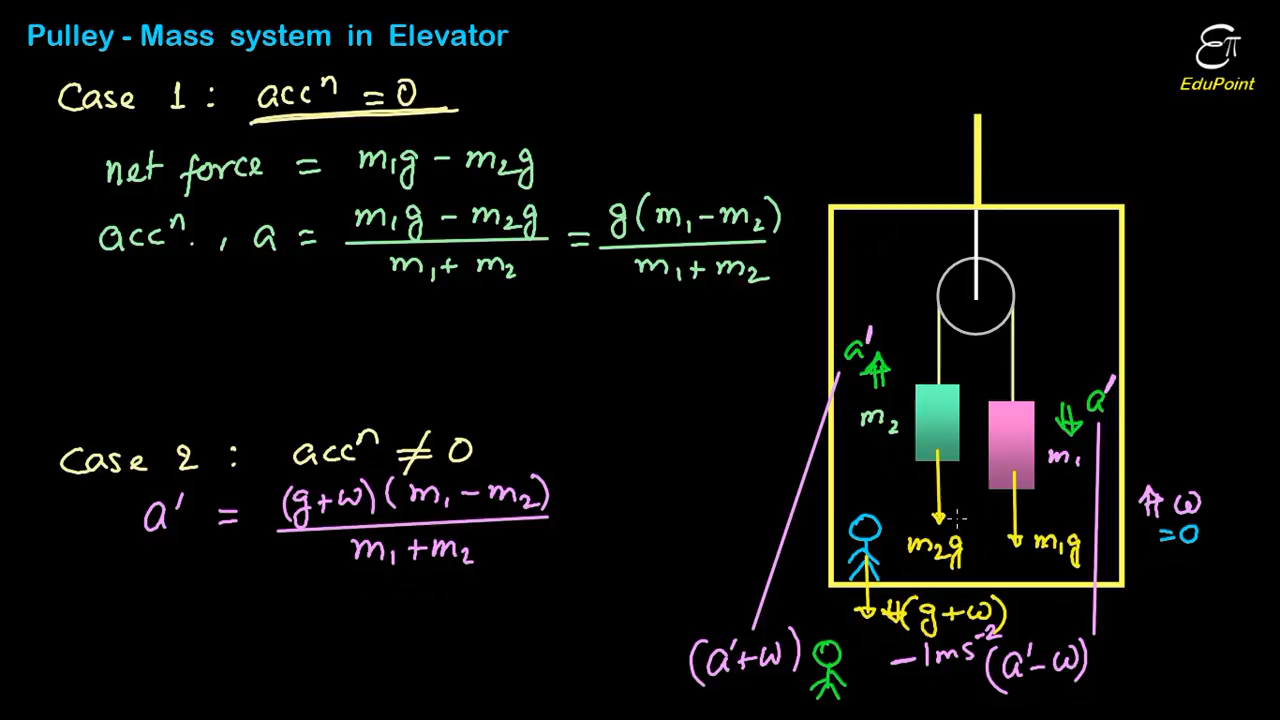 Pulley - Mass system in Elevator
επ
EduPoint
Case 1 : accⁿ = 0
net force = m₁g - m₂g
accⁿ. , a = m₁g - m₂g / m₁ + m₂ = g(m₁ - m₂) / m₁ + m₂
Case 2 : accⁿ ≠ 0
a' = (g+ω)(m₁ - m₂) / m₁ + m₂
a'
a'
m₂
m₁
⇑ ω
= 0
m₂g
m₁g
(g+ω)
(a'+ω)
-1ms⁻²
(a'-ω)